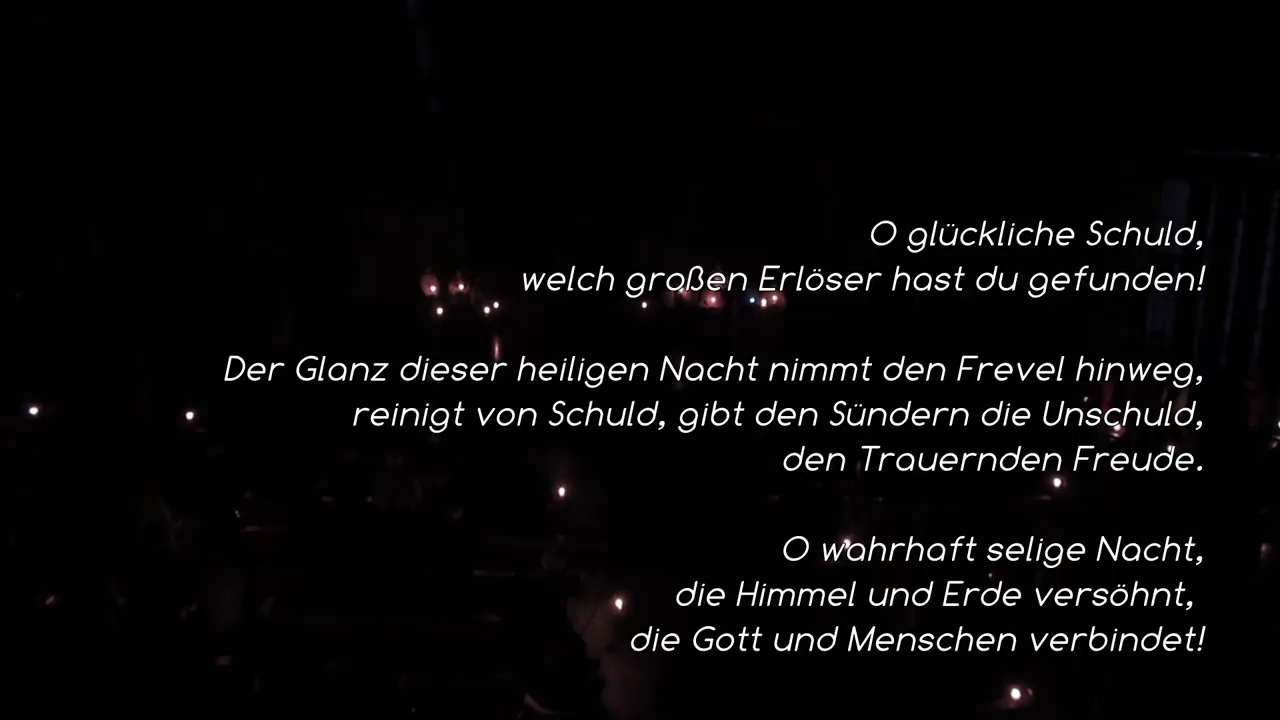 O glückliche Schuld,
welch großen Erlöser hast du gefunden!
Der Glanz dieser heiligen Nacht nimmt den Frevel hinweg,
reinigt von Schuld, gibt den Sündern die Unschuld,
den Trauernden Freude.
O wahrhaft selige Nacht,
die Himmel und Erde versöhnt,
die Gott und Menschen verbindet!